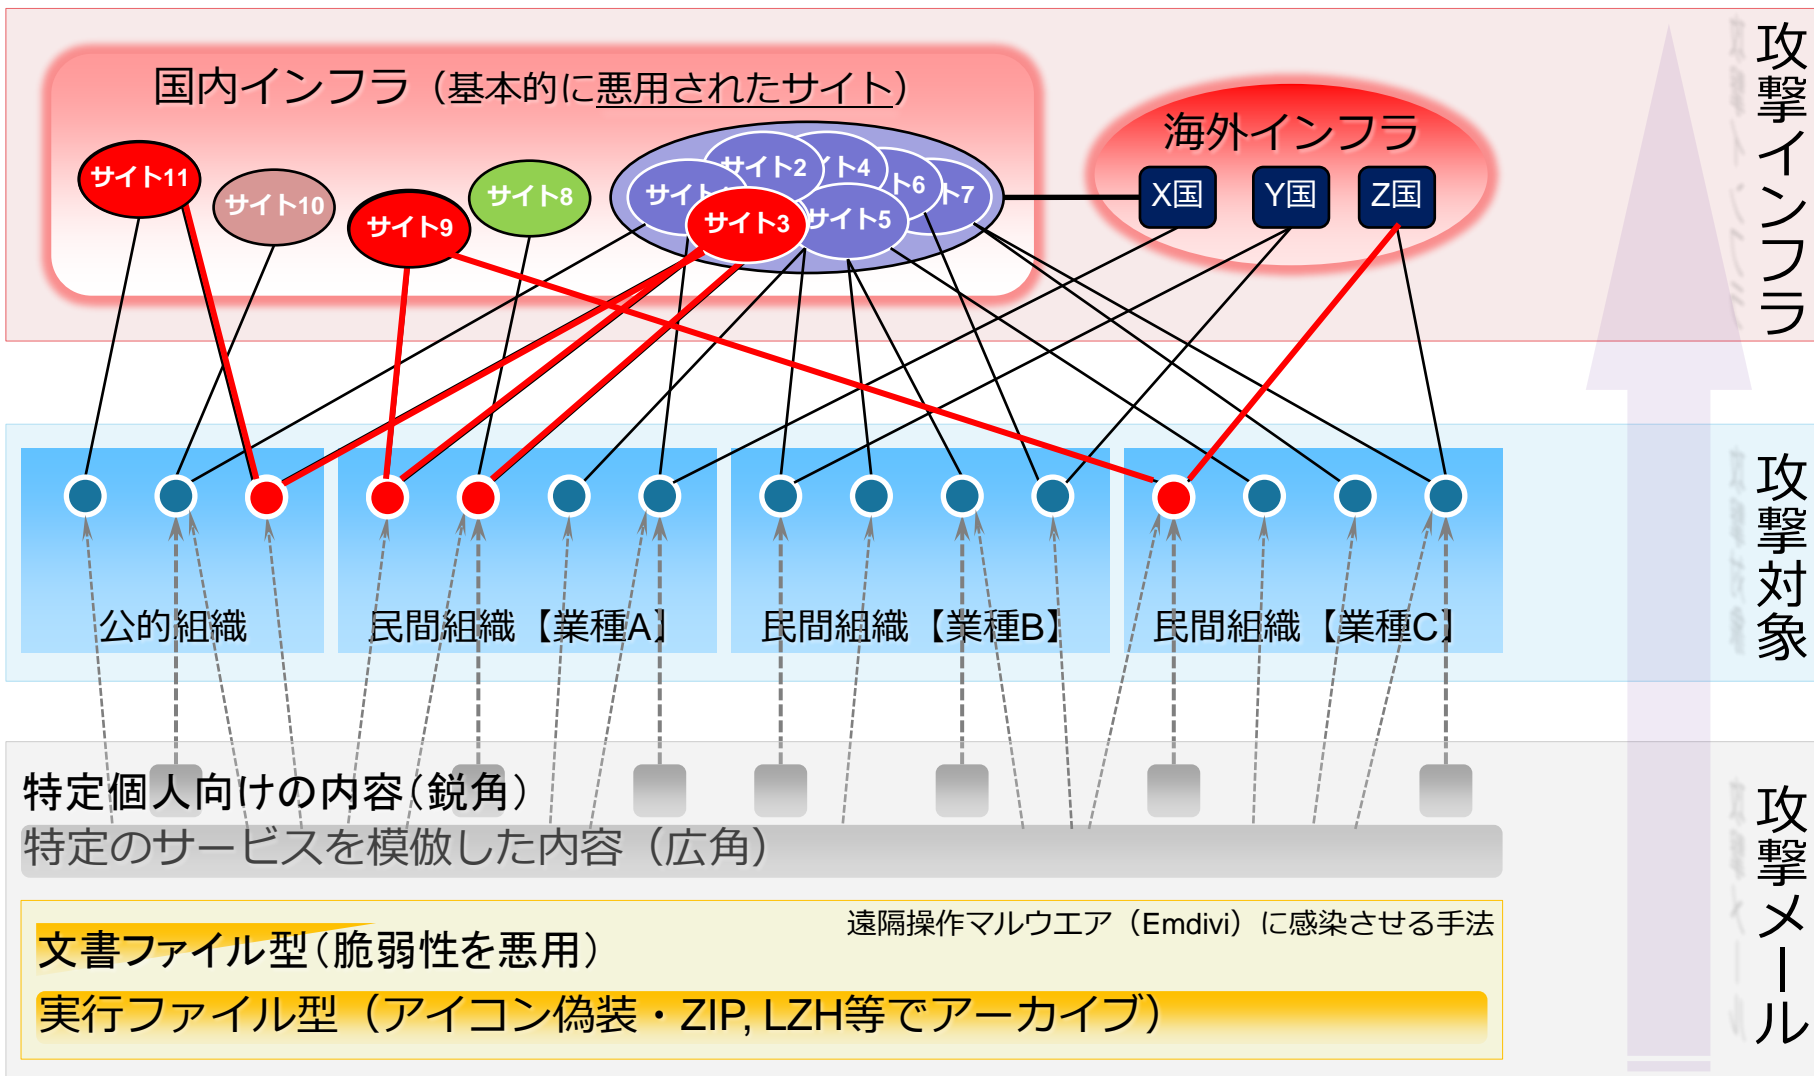 攻撃インフラ
国内インフラ（基本的に悪用されたサイト）
海外インフラ
サイト11
サイト10
サイト9
サイト8
サイト2
サイト3
サイト5
X国
Y国
Z国
攻撃対象
公的組織
民間組織【業種A】
民間組織【業種B】
民間組織【業種C】
攻撃メール
特定個人向けの内容（鋭角）
特定のサービスを模倣した内容（広角）
遠隔操作マルウエア（Emdivi）に感染させる手法
文書ファイル型（脆弱性を悪用）
実行ファイル型（アイコン偽装・ZIP, LZH等でアーカイブ）